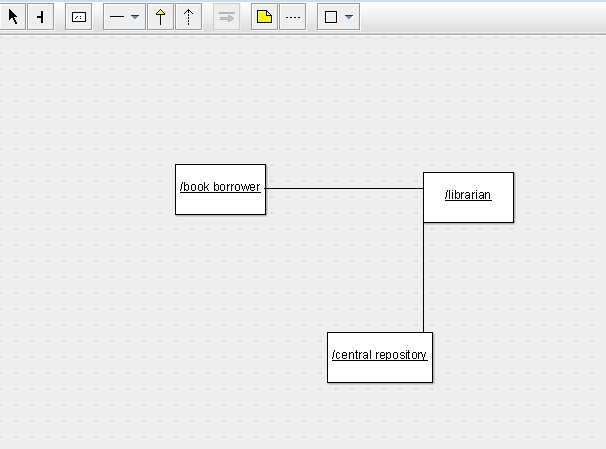 /book borrower
/librarian
/central repository